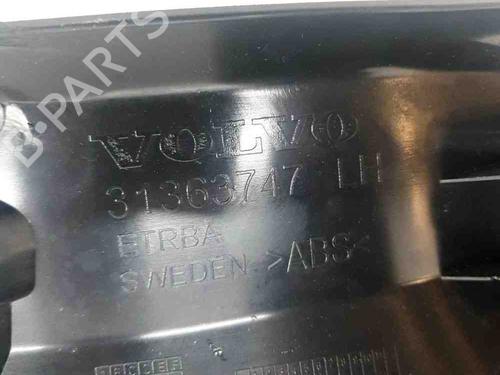 B-PARTS
VOLVO
31363747 LH
ETRBA
SWEDEN >ABS<